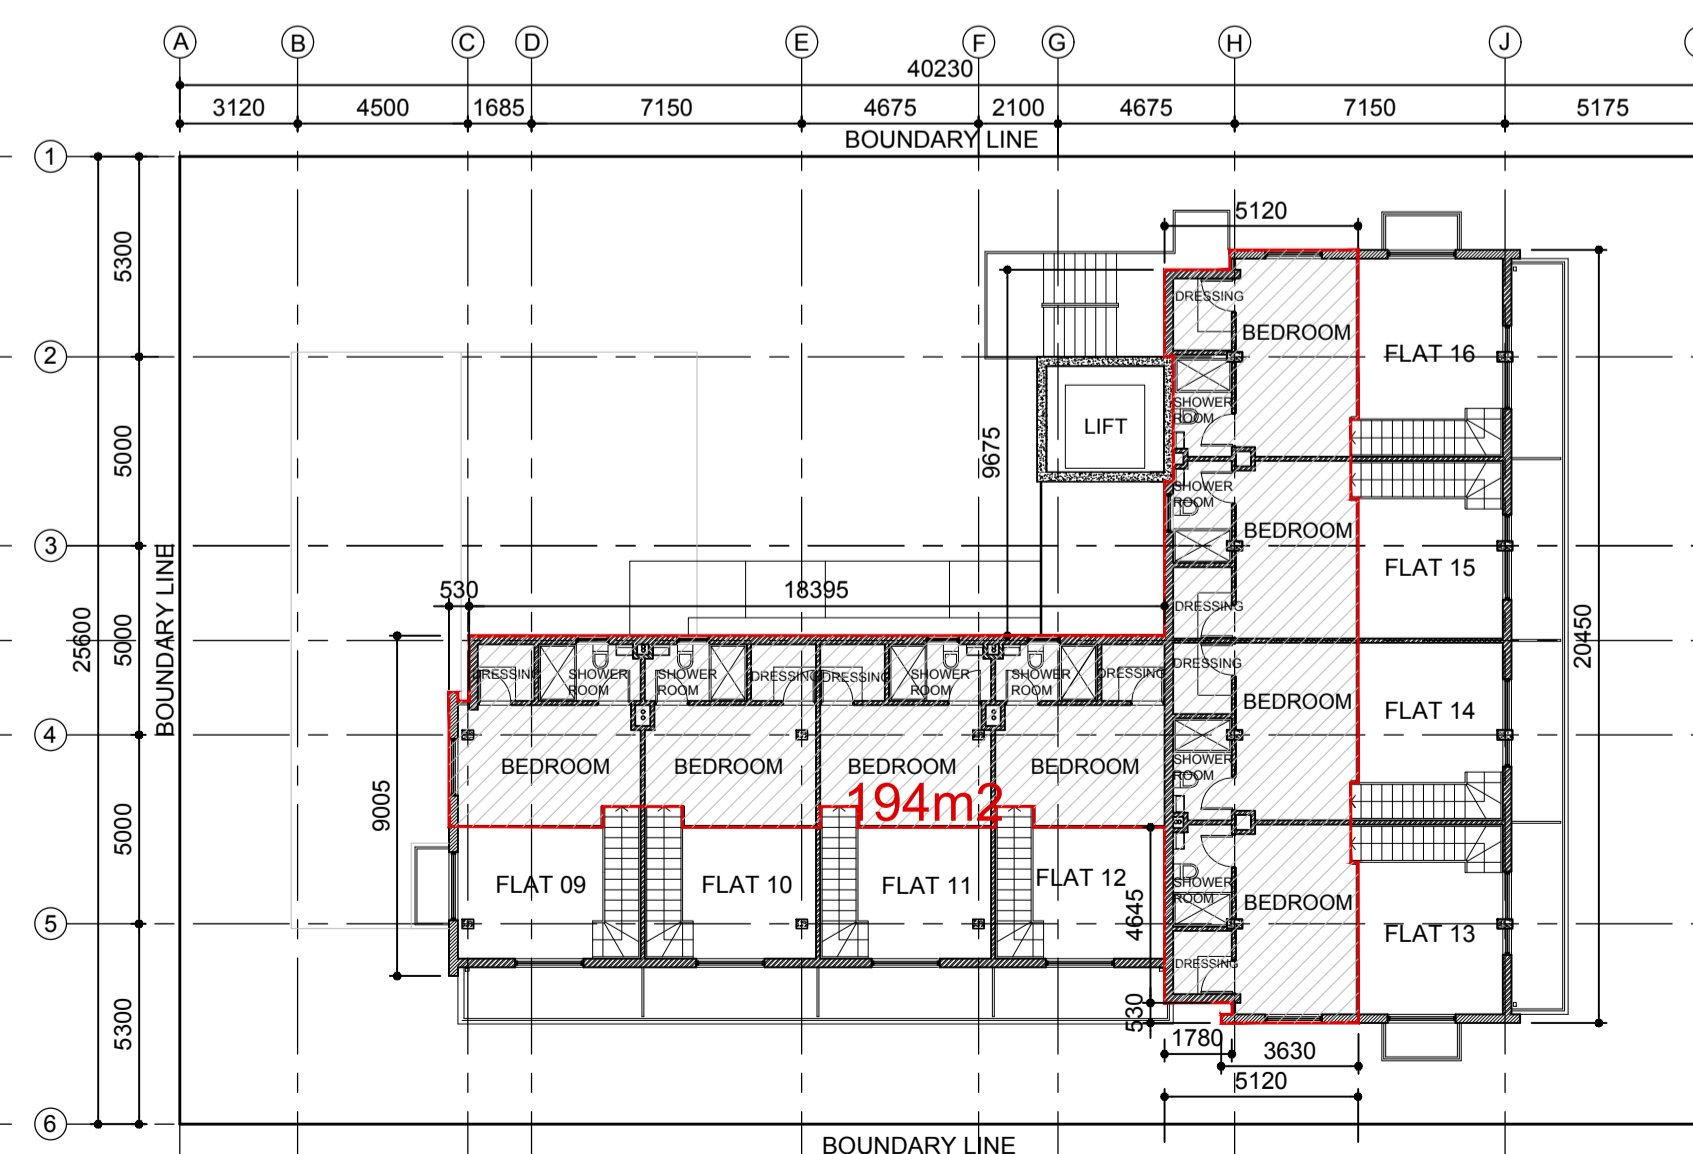 A B C D E F G H J
40230
3120 4500 1685 7150 4675 2100 4675 7150 5175
BOUNDARY LINE
1
5120
5300
DRESSING
BEDROOM
2
FLAT 16
SHOWER
ROOM
LIFT
5000
9675
SHOWER
ROOM
BEDROOM
3
FLAT 15
530 18395
DRESSING
25600
5000
BOUNDARY LINE
20450
DRESSING
DRESSING SHOWER SHOWER DRESSING DRESSING SHOWER SHOWER DRESSING
ROOM ROOM ROOM ROOM
BEDROOM
FLAT 14
4
BEDROOM BEDROOM BEDROOM BEDROOM
SHOWER
ROOM
194m2
9005
5000
FLAT 09 FLAT 10 FLAT 11 FLAT 12
SHOWER
ROOM
BEDROOM
4645
5
FLAT 13
DRESSING
530
5300
1780 3630
5120
6
BOUNDARY LINE